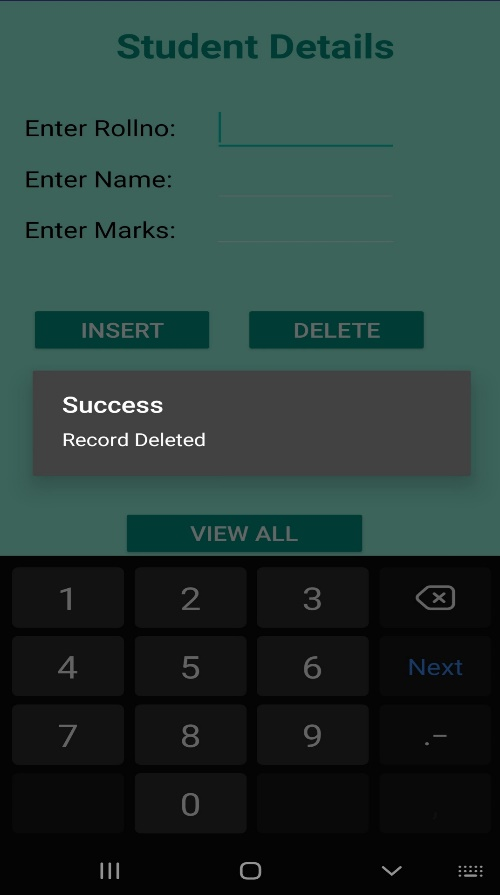 Student Details
Enter Rollno:
Enter Name:
Enter Marks:
INSERT DELETE
Success
Record Deleted
VIEW ALL
1 2 3
4 5 6 Next
7 8 9 .–
0 ,